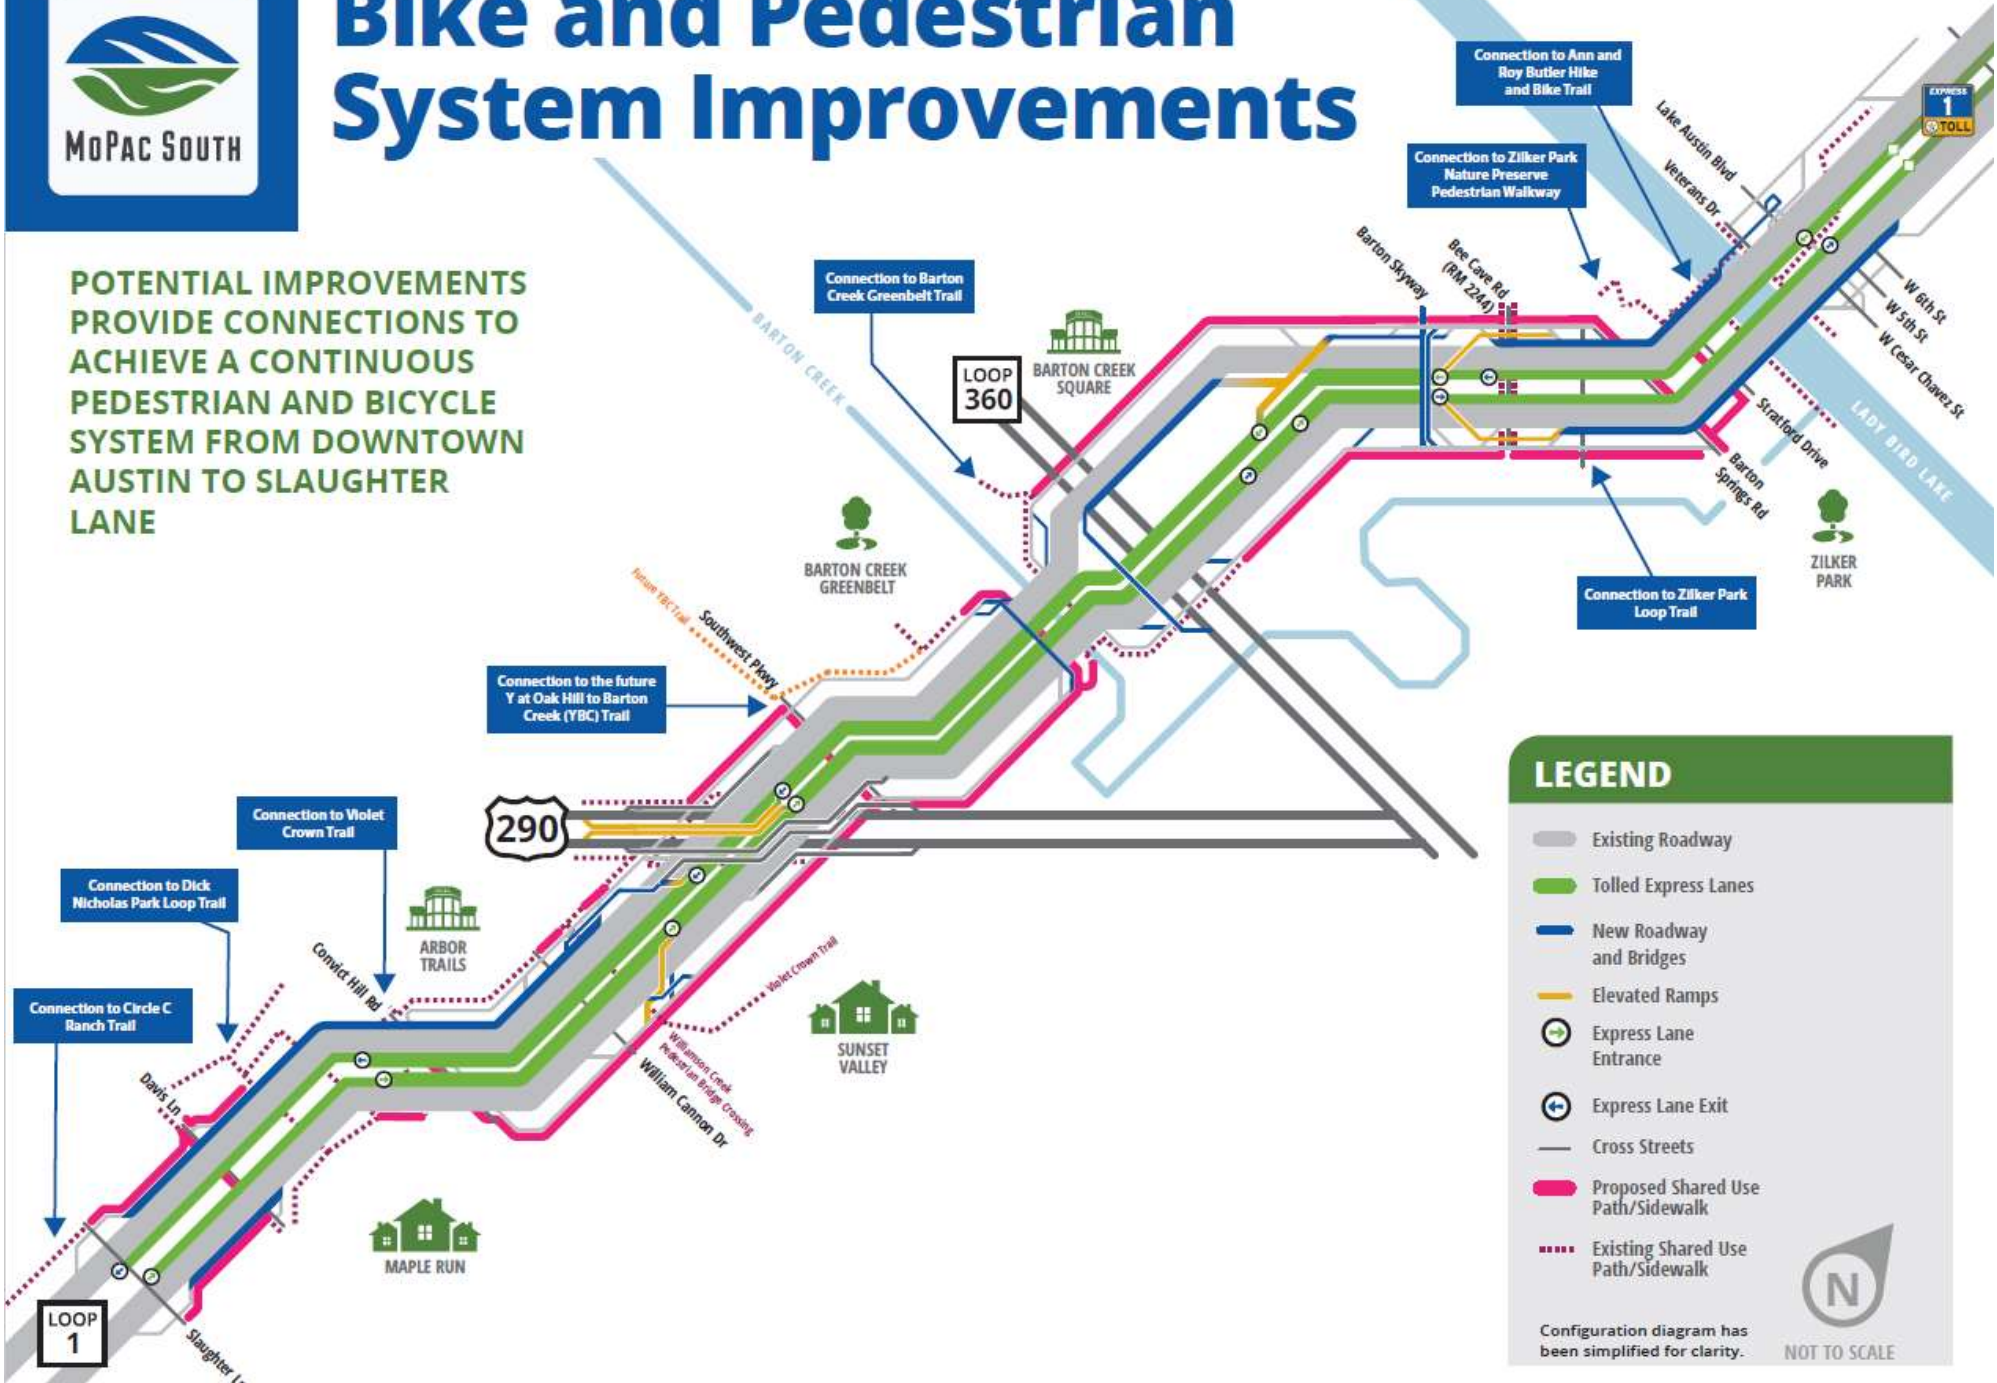 Bike and Pedestrian
System Improvements
MoPac South
POTENTIAL IMPROVEMENTS
PROVIDE CONNECTIONS TO
ACHIEVE A CONTINUOUS
PEDESTRIAN AND BICYCLE
SYSTEM FROM DOWNTOWN
AUSTIN TO SLAUGHTER
LANE
Connection to Ann and
Roy Butler Hike
and Bike Trail
Connection to Zilker Park
Nature Preserve
Pedestrian Walkway
EXPRESS
1
TOLL
Lake Austin Blvd
Veterans Dr
Barton Skyway
Bee Cave Rd
(RM 2244)
W 6th St
W 5th St
W Cesar Chavez St
LADY BIRD LAKE
Stratford Drive
Barton
Springs Rd
ZILKER
PARK
Connection to Zilker Park
Loop Trail
Connection to Barton
Creek Greenbelt Trail
BARTON CREEK
LOOP
360
BARTON CREEK
SQUARE
BARTON CREEK
GREENBELT
Future YBC Trail
Southwest Pkwy
Connection to the future
Y at Oak Hill to Barton
Creek (YBC) Trail
290
Connection to Violet
Crown Trail
Connection to Dick
Nicholas Park Loop Trail
ARBOR
TRAILS
Convict Hill Rd
Connection to Circle C
Ranch Trail
Davis Ln
Violet Crown Trail
SUNSET
VALLEY
Williamson Creek
Pedestrian Bridge Crossing
William Cannon Dr
MAPLE RUN
LOOP
1
Slaughter
LEGEND
Existing Roadway
Tolled Express Lanes
New Roadway
and Bridges
Elevated Ramps
Express Lane
Entrance
Express Lane Exit
Cross Streets
Proposed Shared Use
Path/Sidewalk
Existing Shared Use
Path/Sidewalk
Configuration diagram has
been simplified for clarity.
N
NOT TO SCALE